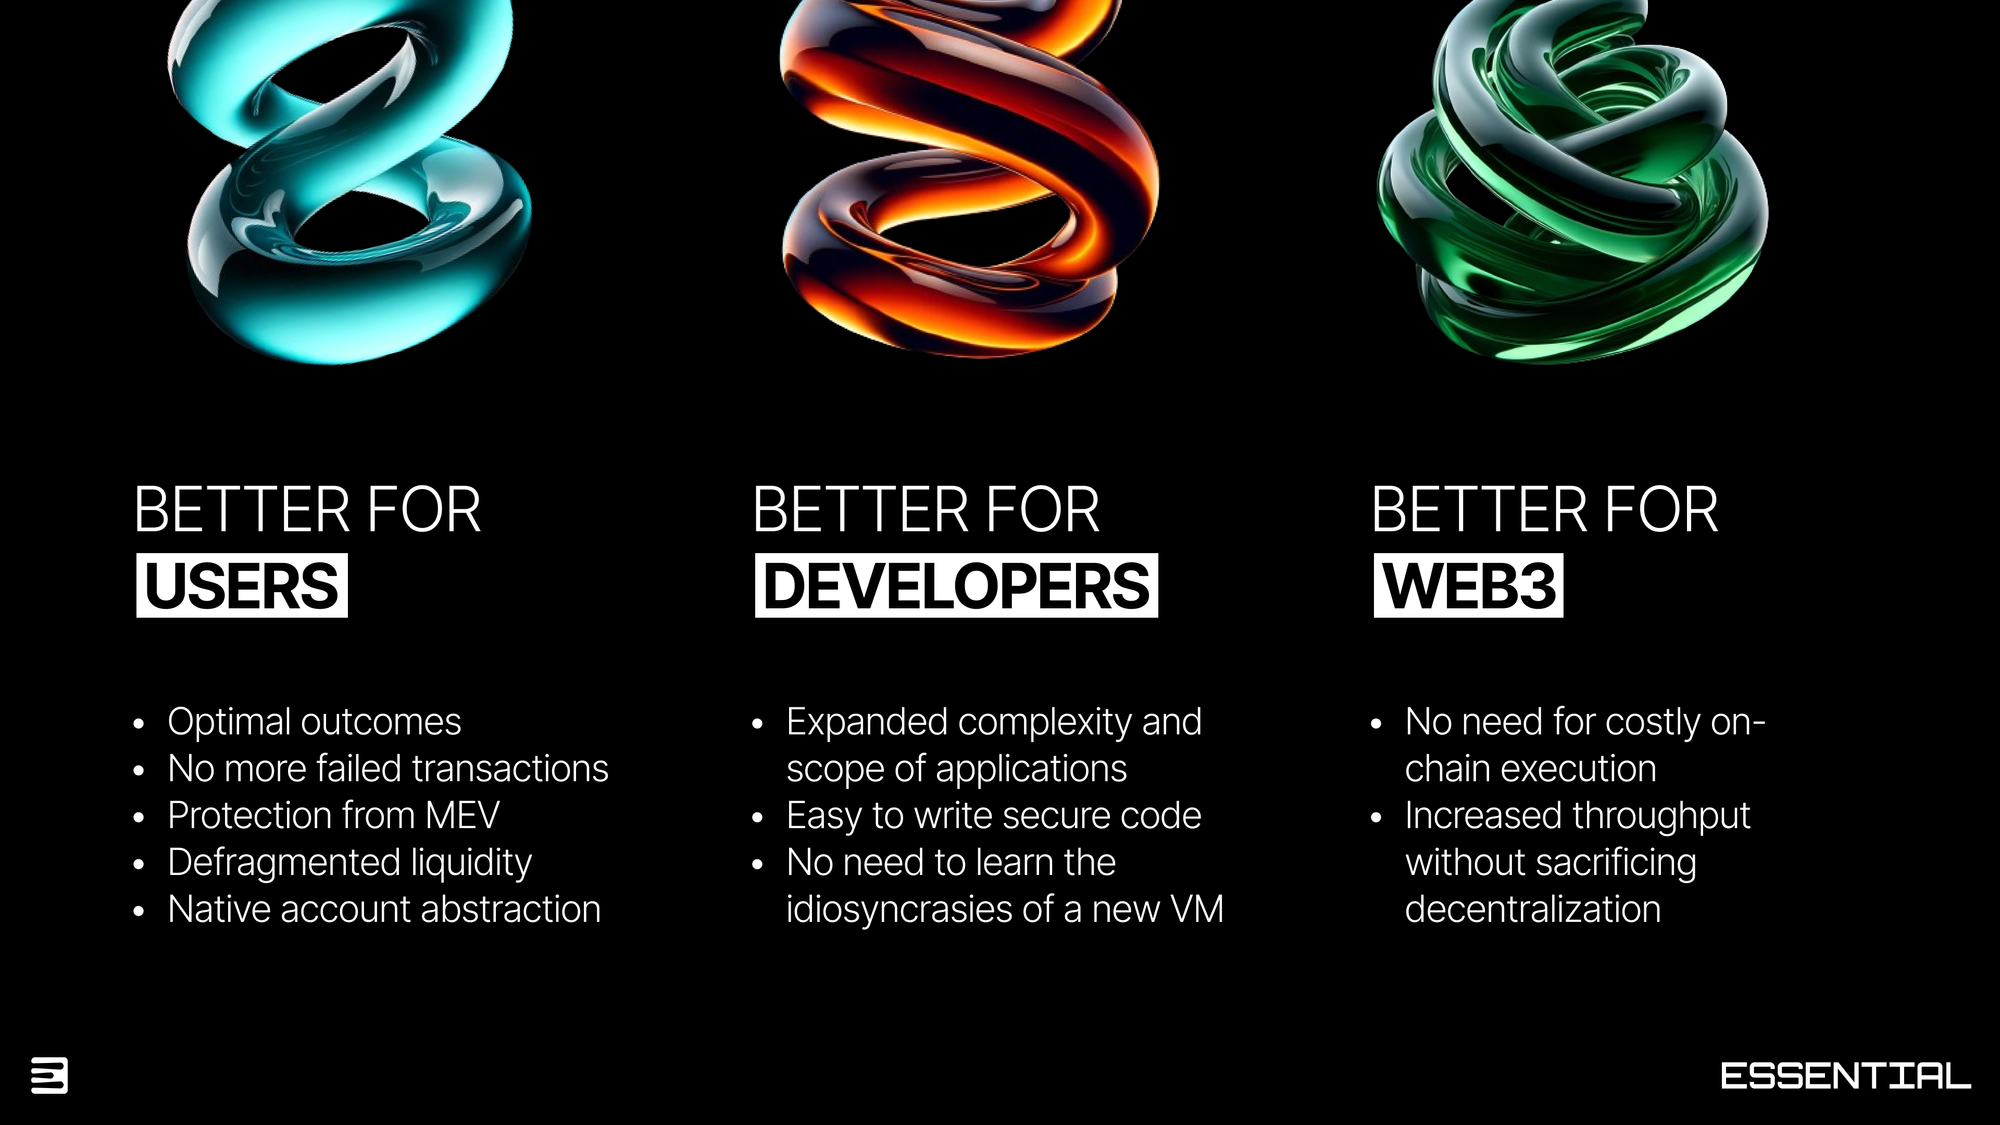 BETTER FOR
USERS
• Optimal outcomes
• No more failed transactions
• Protection from MEV
• Defragmented liquidity
• Native account abstraction
BETTER FOR
DEVELOPERS
• Expanded complexity and
scope of applications
• Easy to write secure code
• No need to learn the
idiosyncrasies of a new VM
BETTER FOR
WEB3
• No need for costly on-
chain execution
• Increased throughput
without sacrificing
decentralization
ESSENTIAL